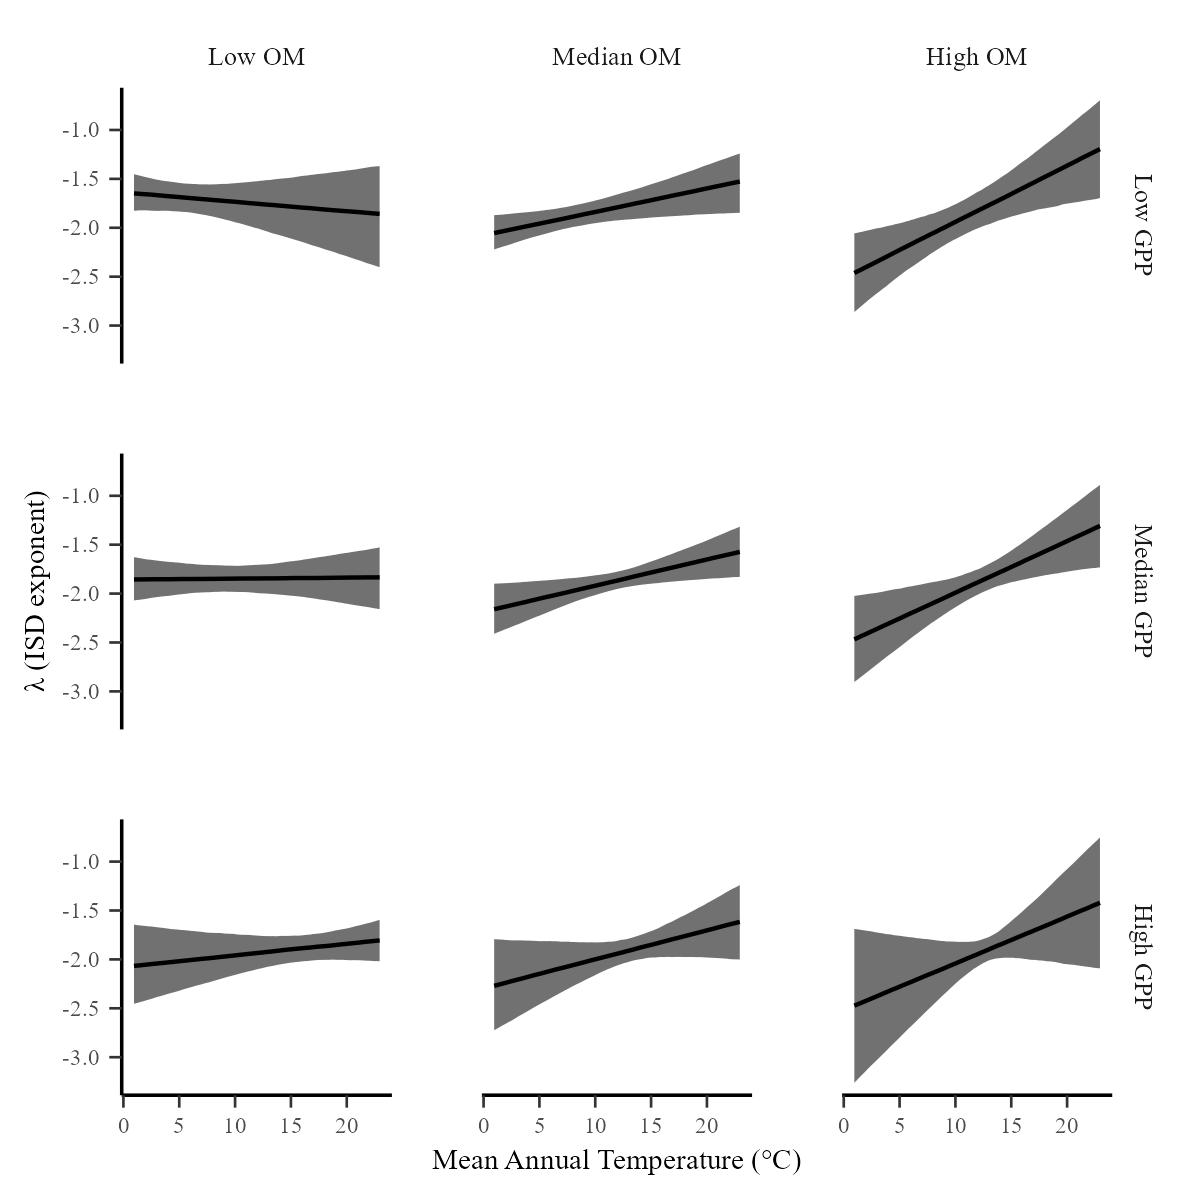 Low OM Median OM High OM
-1.0
-1.5
-2.0
-2.5
-3.0
Low GPP
λ (ISD exponent)
-1.0
-1.5
-2.0
-2.5
-3.0
Median GPP
-1.0
-1.5
-2.0
-2.5
-3.0
High GPP
0 5 10 15 20 0 5 10 15 20 0 5 10 15 20
Mean Annual Temperature (°C)